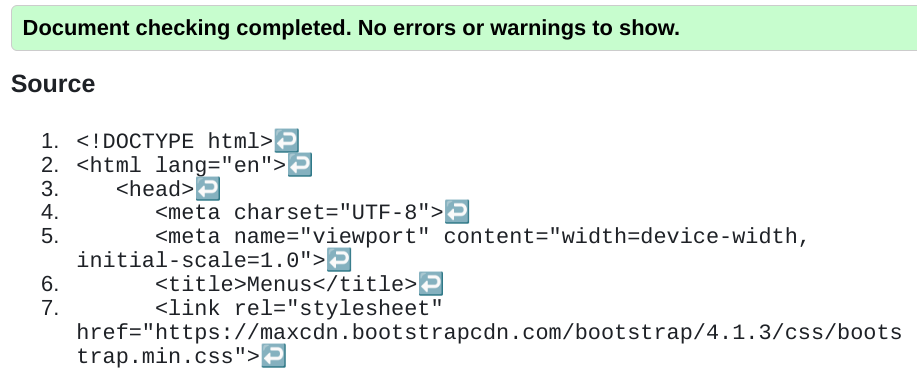 Document checking completed. No errors or warnings to show.
Source
1. <!DOCTYPE html>↩
2. <html lang="en">↩
3. <head>↩
4. <meta charset="UTF-8">↩
5. <meta name="viewport" content="width=device-width,
initial-scale=1.0">↩
6. <title>Menus</title>↩
7. <link rel="stylesheet"
href="https://maxcdn.bootstrapcdn.com/bootstrap/4.1.3/css/boots
trap.min.css">↩